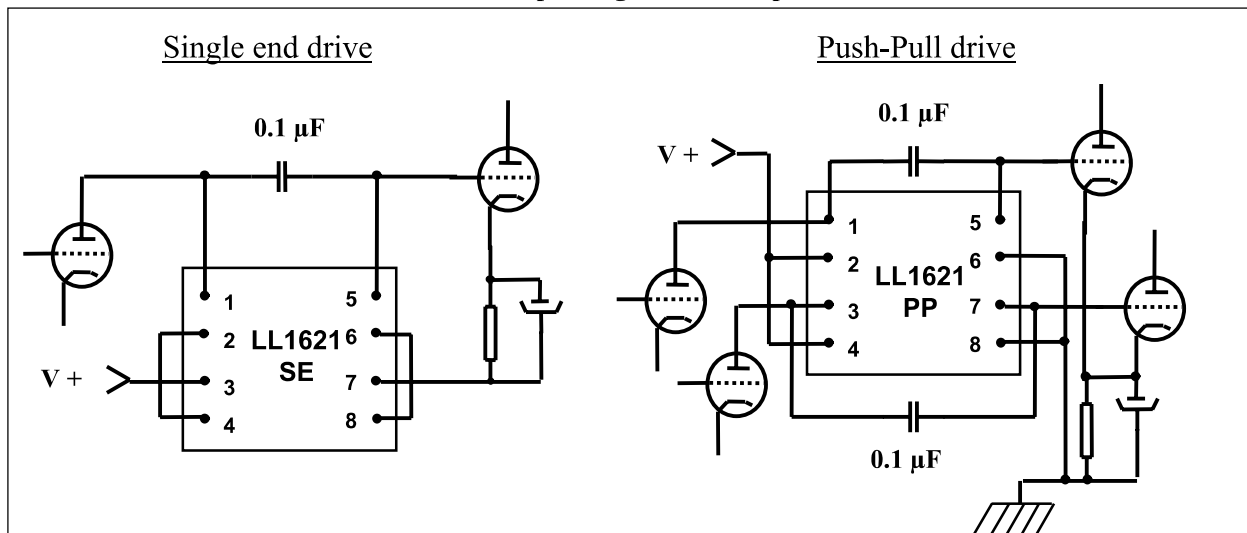 Single end drive
0.1 µF
1
2
3
4
5
6
7
8
LL1621
SE
V +
Push-Pull drive
0.1 µF
V +
1
2
3
4
5
6
7
8
LL1621
PP
0.1 µF